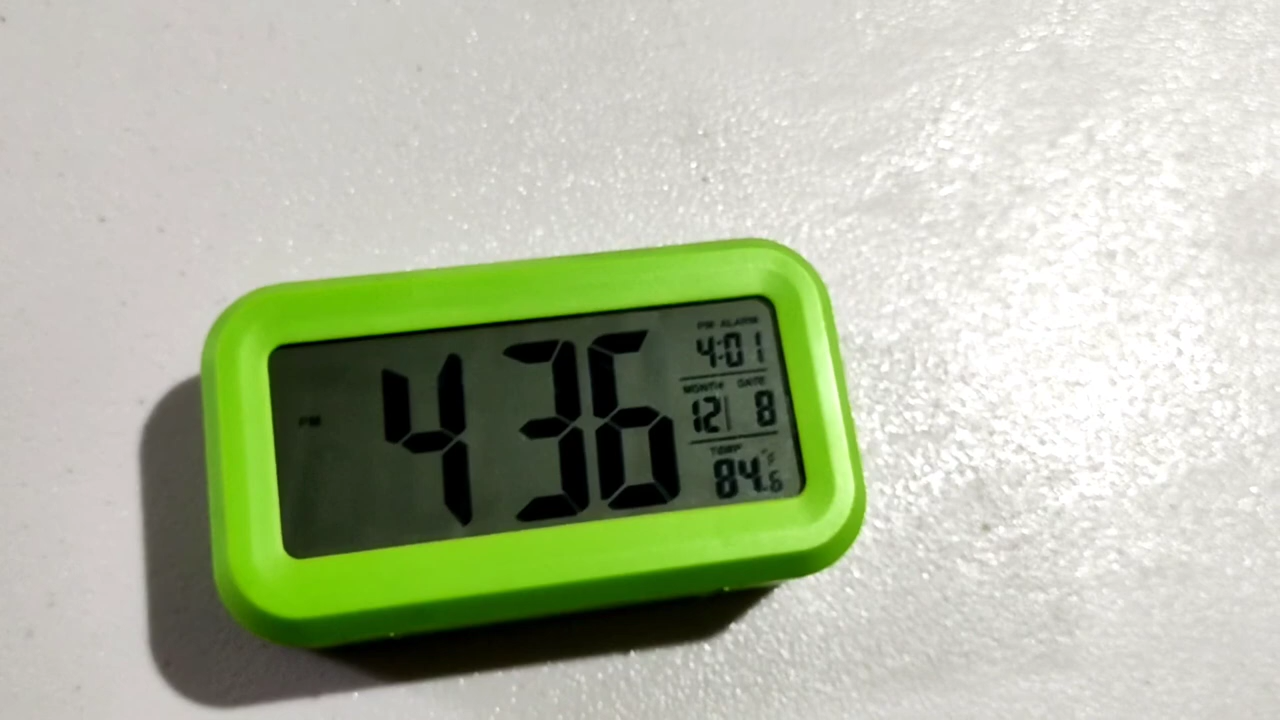 PM 436
PM ALARM
4:01
MONTH DATE
12 8
TEMP °F
84.6